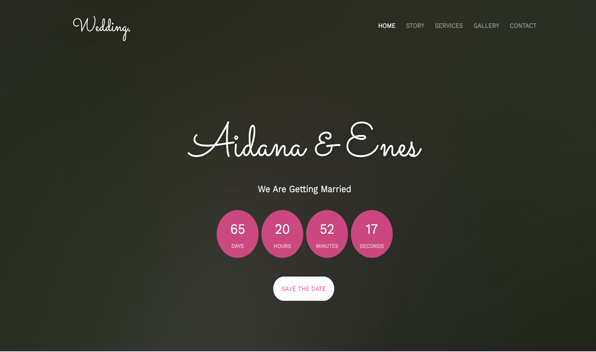 Wedding.
HOME STORY SERVICES GALLERY CONTACT
Aidana & Enes
We Are Getting Married
65 20 52 17
DAYS HOURS MINUTES SECONDS
SAVE THE DATE